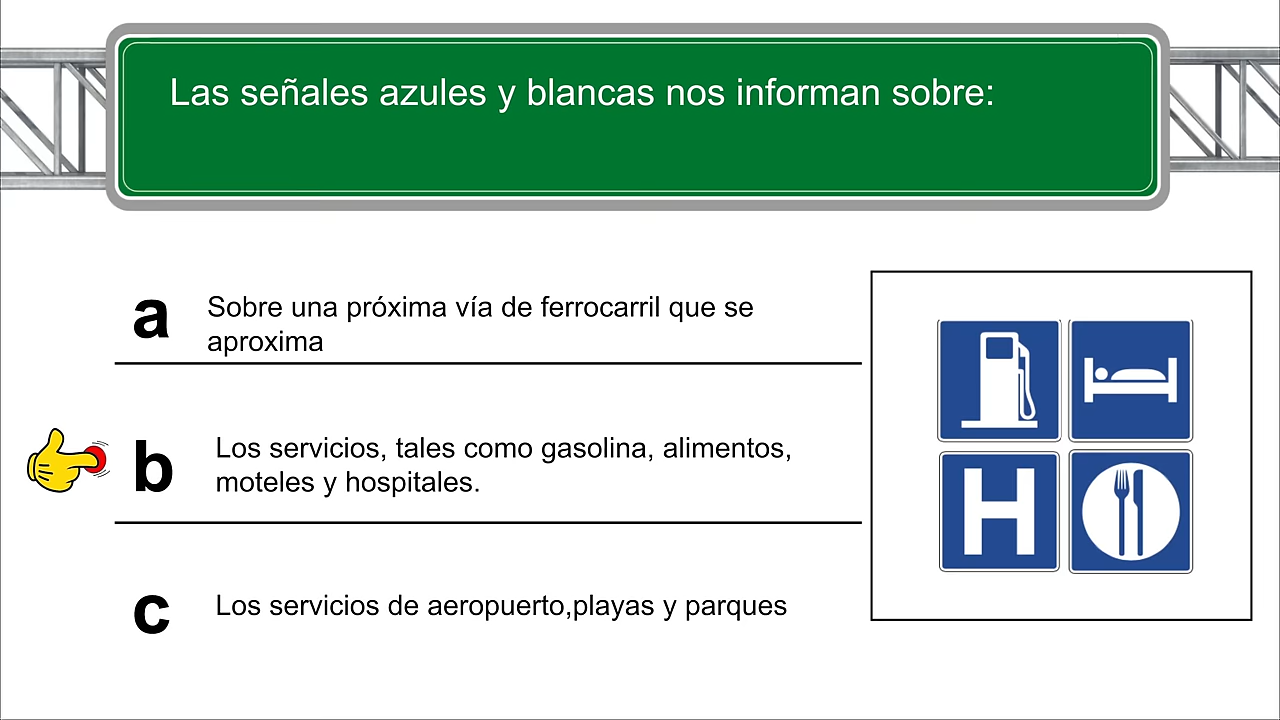 Las señales azules y blancas nos informan sobre:
a
Sobre una próxima vía de ferrocarril que se
aproxima
b
Los servicios, tales como gasolina, alimentos,
moteles y hospitales.
c
Los servicios de aeropuerto,playas y parques
H